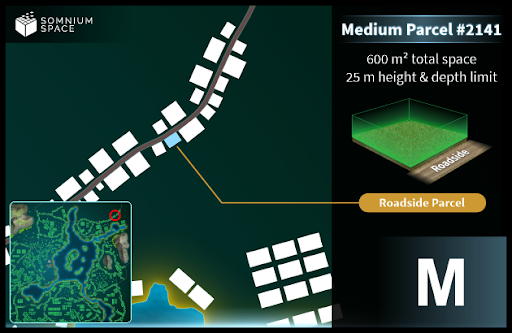 SOMNIUM
SPACE
Medium Parcel #2141
600 m² total space
25 m height & depth limit
Roadside
Roadside Parcel
M